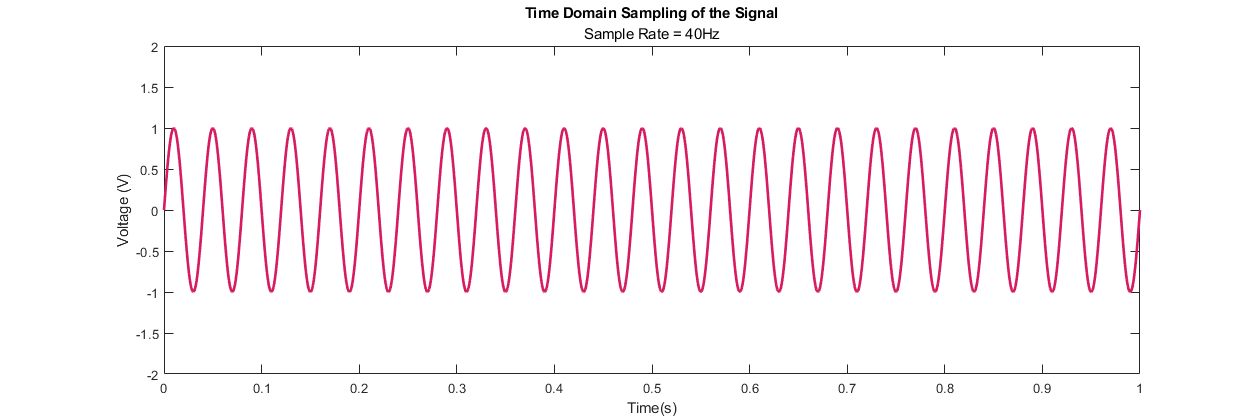 Time Domain Sampling of the Signal
Sample Rate = 40Hz
2
1.5
1
0.5
0
-0.5
-1
-1.5
-2
Voltage (V)
0 0.1 0.2 0.3 0.4 0.5 0.6 0.7 0.8 0.9 1
Time(s)